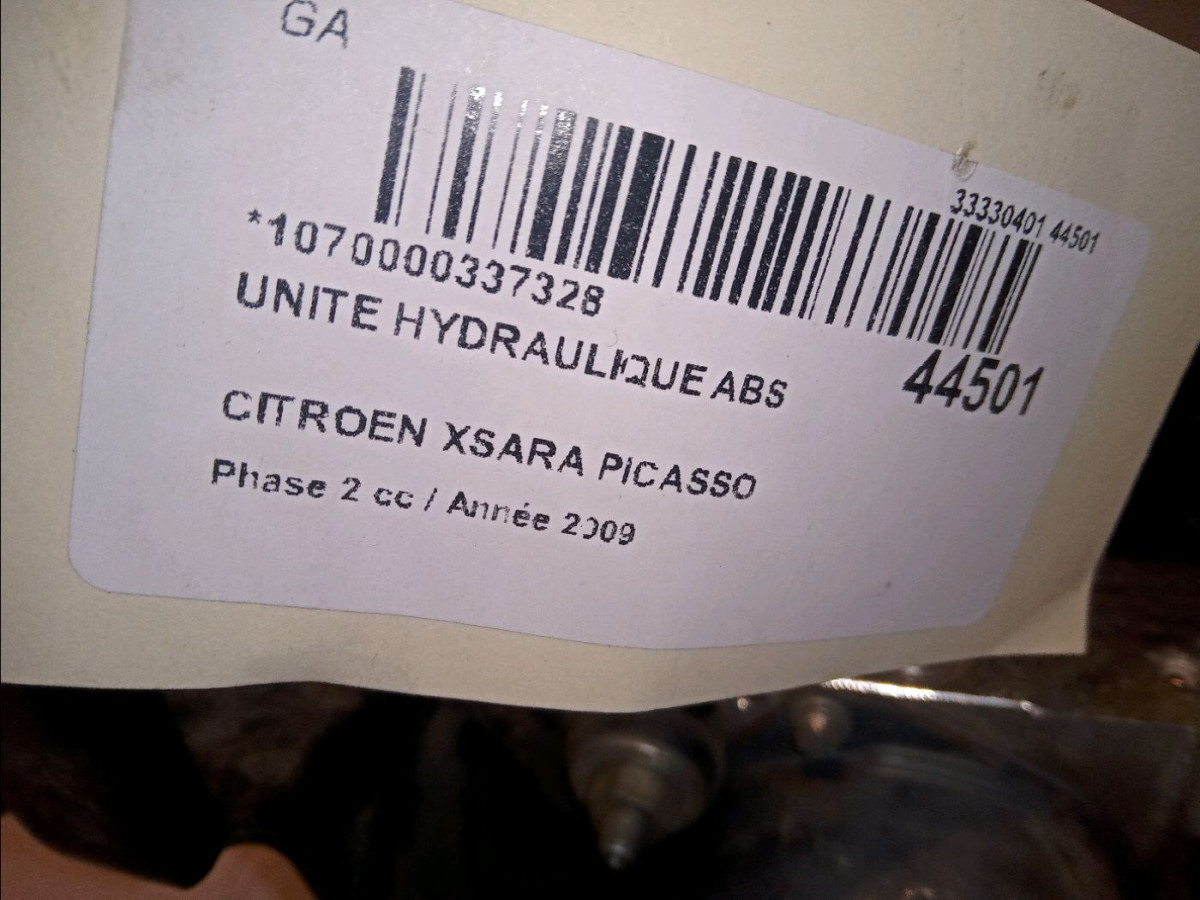 GA
33330401 44501
*1070000337328
44501
UNITE HYDRAULIQUE ABS
CITROEN XSARA PICASSO
Phase 2 cc / Année 2009